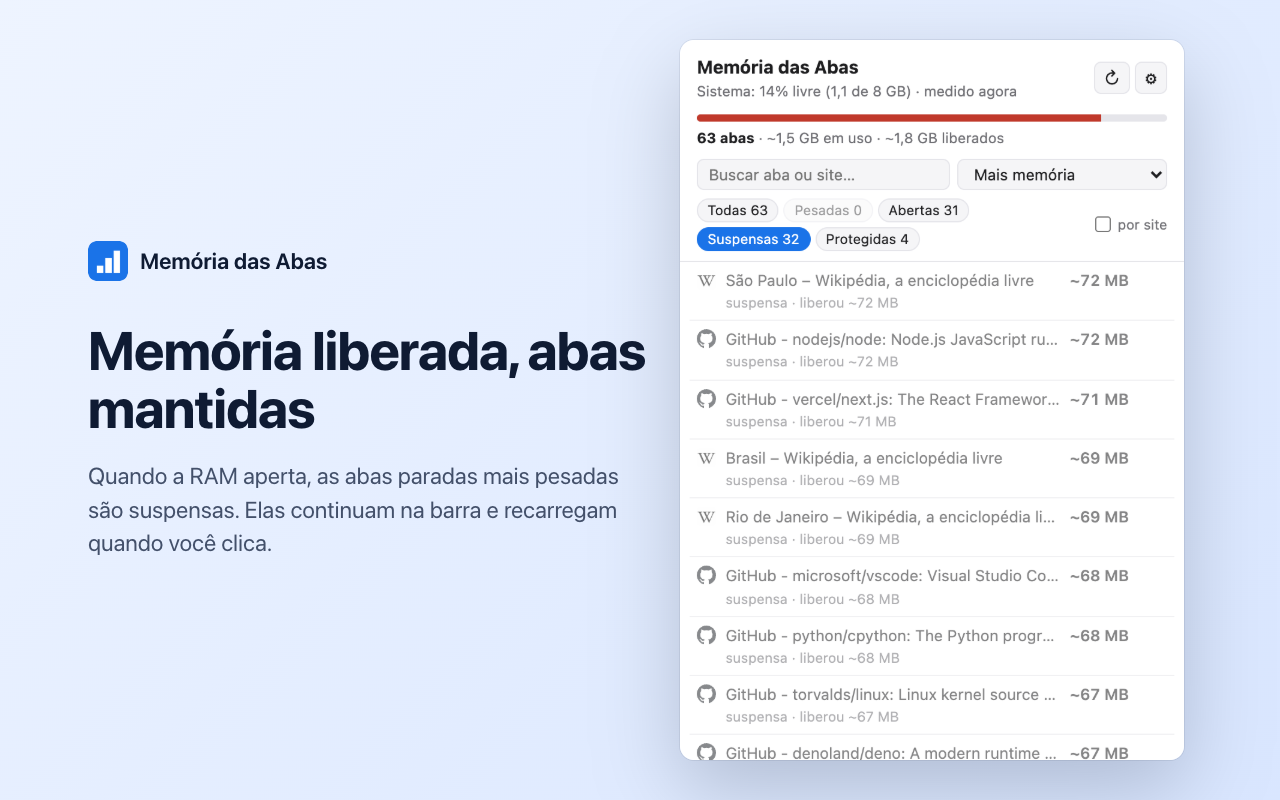 Memória das Abas
Memória liberada, abas
mantidas
Quando a RAM aperta, as abas paradas mais pesadas
são suspensas. Elas continuam na barra e recarregam
quando você clica.
Memória das Abas
Sistema: 14% livre (1,1 de 8 GB) · medido agora
63 abas · ~1,5 GB em uso · ~1,8 GB liberados
Buscar aba ou site...
Mais memória
Todas 63
Pesadas 0
Abertas 31
Suspensas 32
Protegidas 4
por site
São Paulo – Wikipédia, a enciclopédia livre ~72 MB
suspensa · liberou ~72 MB
GitHub - nodejs/node: Node.js JavaScript ru... ~72 MB
suspensa · liberou ~72 MB
GitHub - vercel/next.js: The React Framewor... ~71 MB
suspensa · liberou ~71 MB
Brasil – Wikipédia, a enciclopédia livre ~69 MB
suspensa · liberou ~69 MB
Rio de Janeiro – Wikipédia, a enciclopédia li... ~69 MB
suspensa · liberou ~69 MB
GitHub - microsoft/vscode: Visual Studio Co... ~68 MB
suspensa · liberou ~68 MB
GitHub - python/cpython: The Python progr... ~68 MB
suspensa · liberou ~68 MB
GitHub - torvalds/linux: Linux kernel source ... ~67 MB
suspensa · liberou ~67 MB
GitHub - denoland/deno: A modern runtime ... ~67 MB